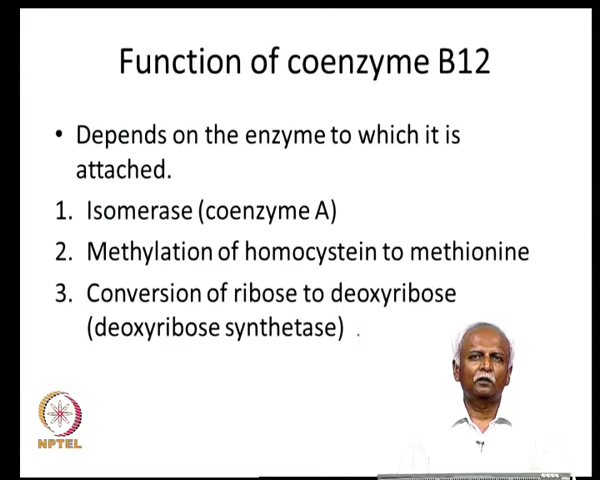 Function of coenzyme B12
• Depends on the enzyme to which it is
attached.
1. Isomerase (coenzyme A)
2. Methylation of homocystein to methionine
3. Conversion of ribose to deoxyribose
(deoxyribose synthetase) .
NPTEL